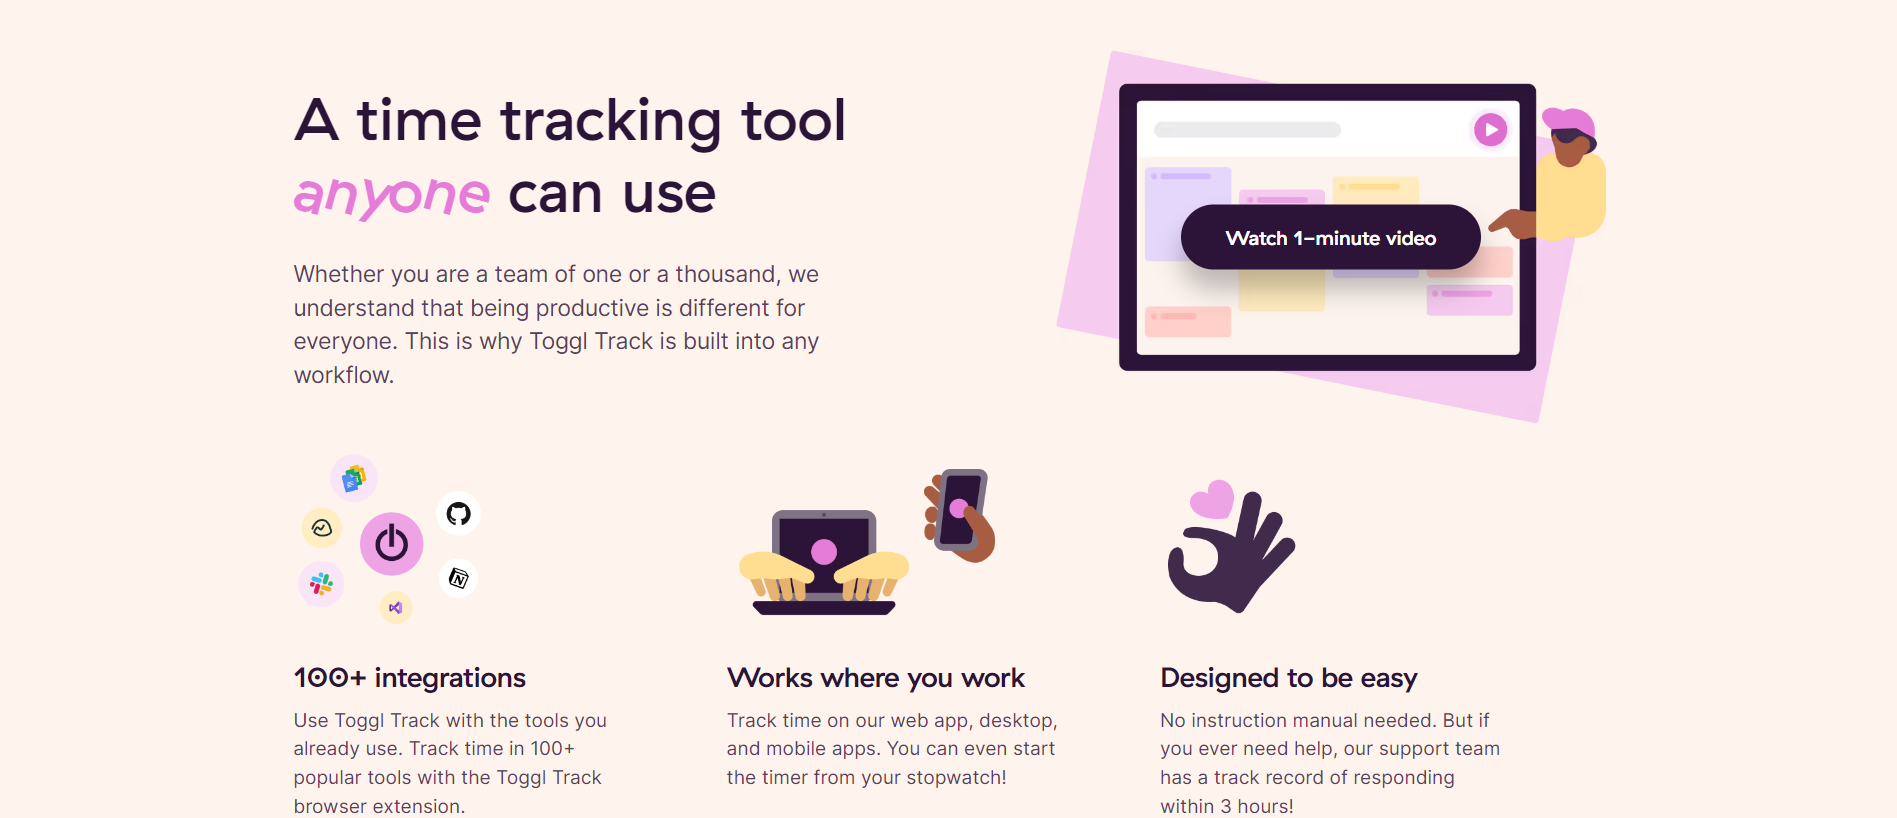 A time tracking tool
anyone can use
Whether you are a team of one or a thousand, we
understand that being productive is different for
everyone. This is why Toggl Track is built into any
workflow.
Watch 1-minute video
100+ integrations
Use Toggl Track with the tools you
already use. Track time in 100+
popular tools with the Toggl Track
browser extension.
Works where you work
Track time on our web app, desktop,
and mobile apps. You can even start
the timer from your stopwatch!
Designed to be easy
No instruction manual needed. But if
you ever need help, our support team
has a track record of responding
within 3 hours!